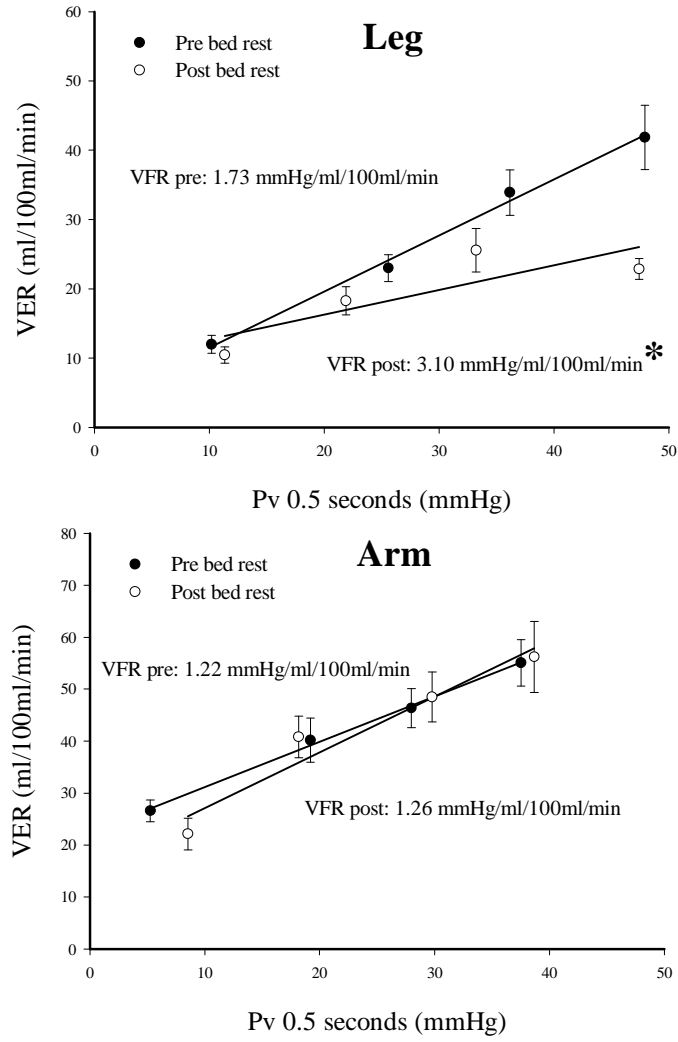 Leg
Pre bed rest
Post bed rest
VFR pre: 1.73 mmHg/ml/100ml/min
VFR post: 3.10 mmHg/ml/100ml/min*
VER (ml/100ml/min)
60
50
40
30
20
10
0
0 10 20 30 40 50
Pv 0.5 seconds (mmHg)
Arm
Pre bed rest
Post bed rest
VFR pre: 1.22 mmHg/ml/100ml/min
VFR post: 1.26 mmHg/ml/100ml/min
VER (ml/100ml/min)
80
70
60
50
40
30
20
10
0
0 10 20 30 40 50
Pv 0.5 seconds (mmHg)